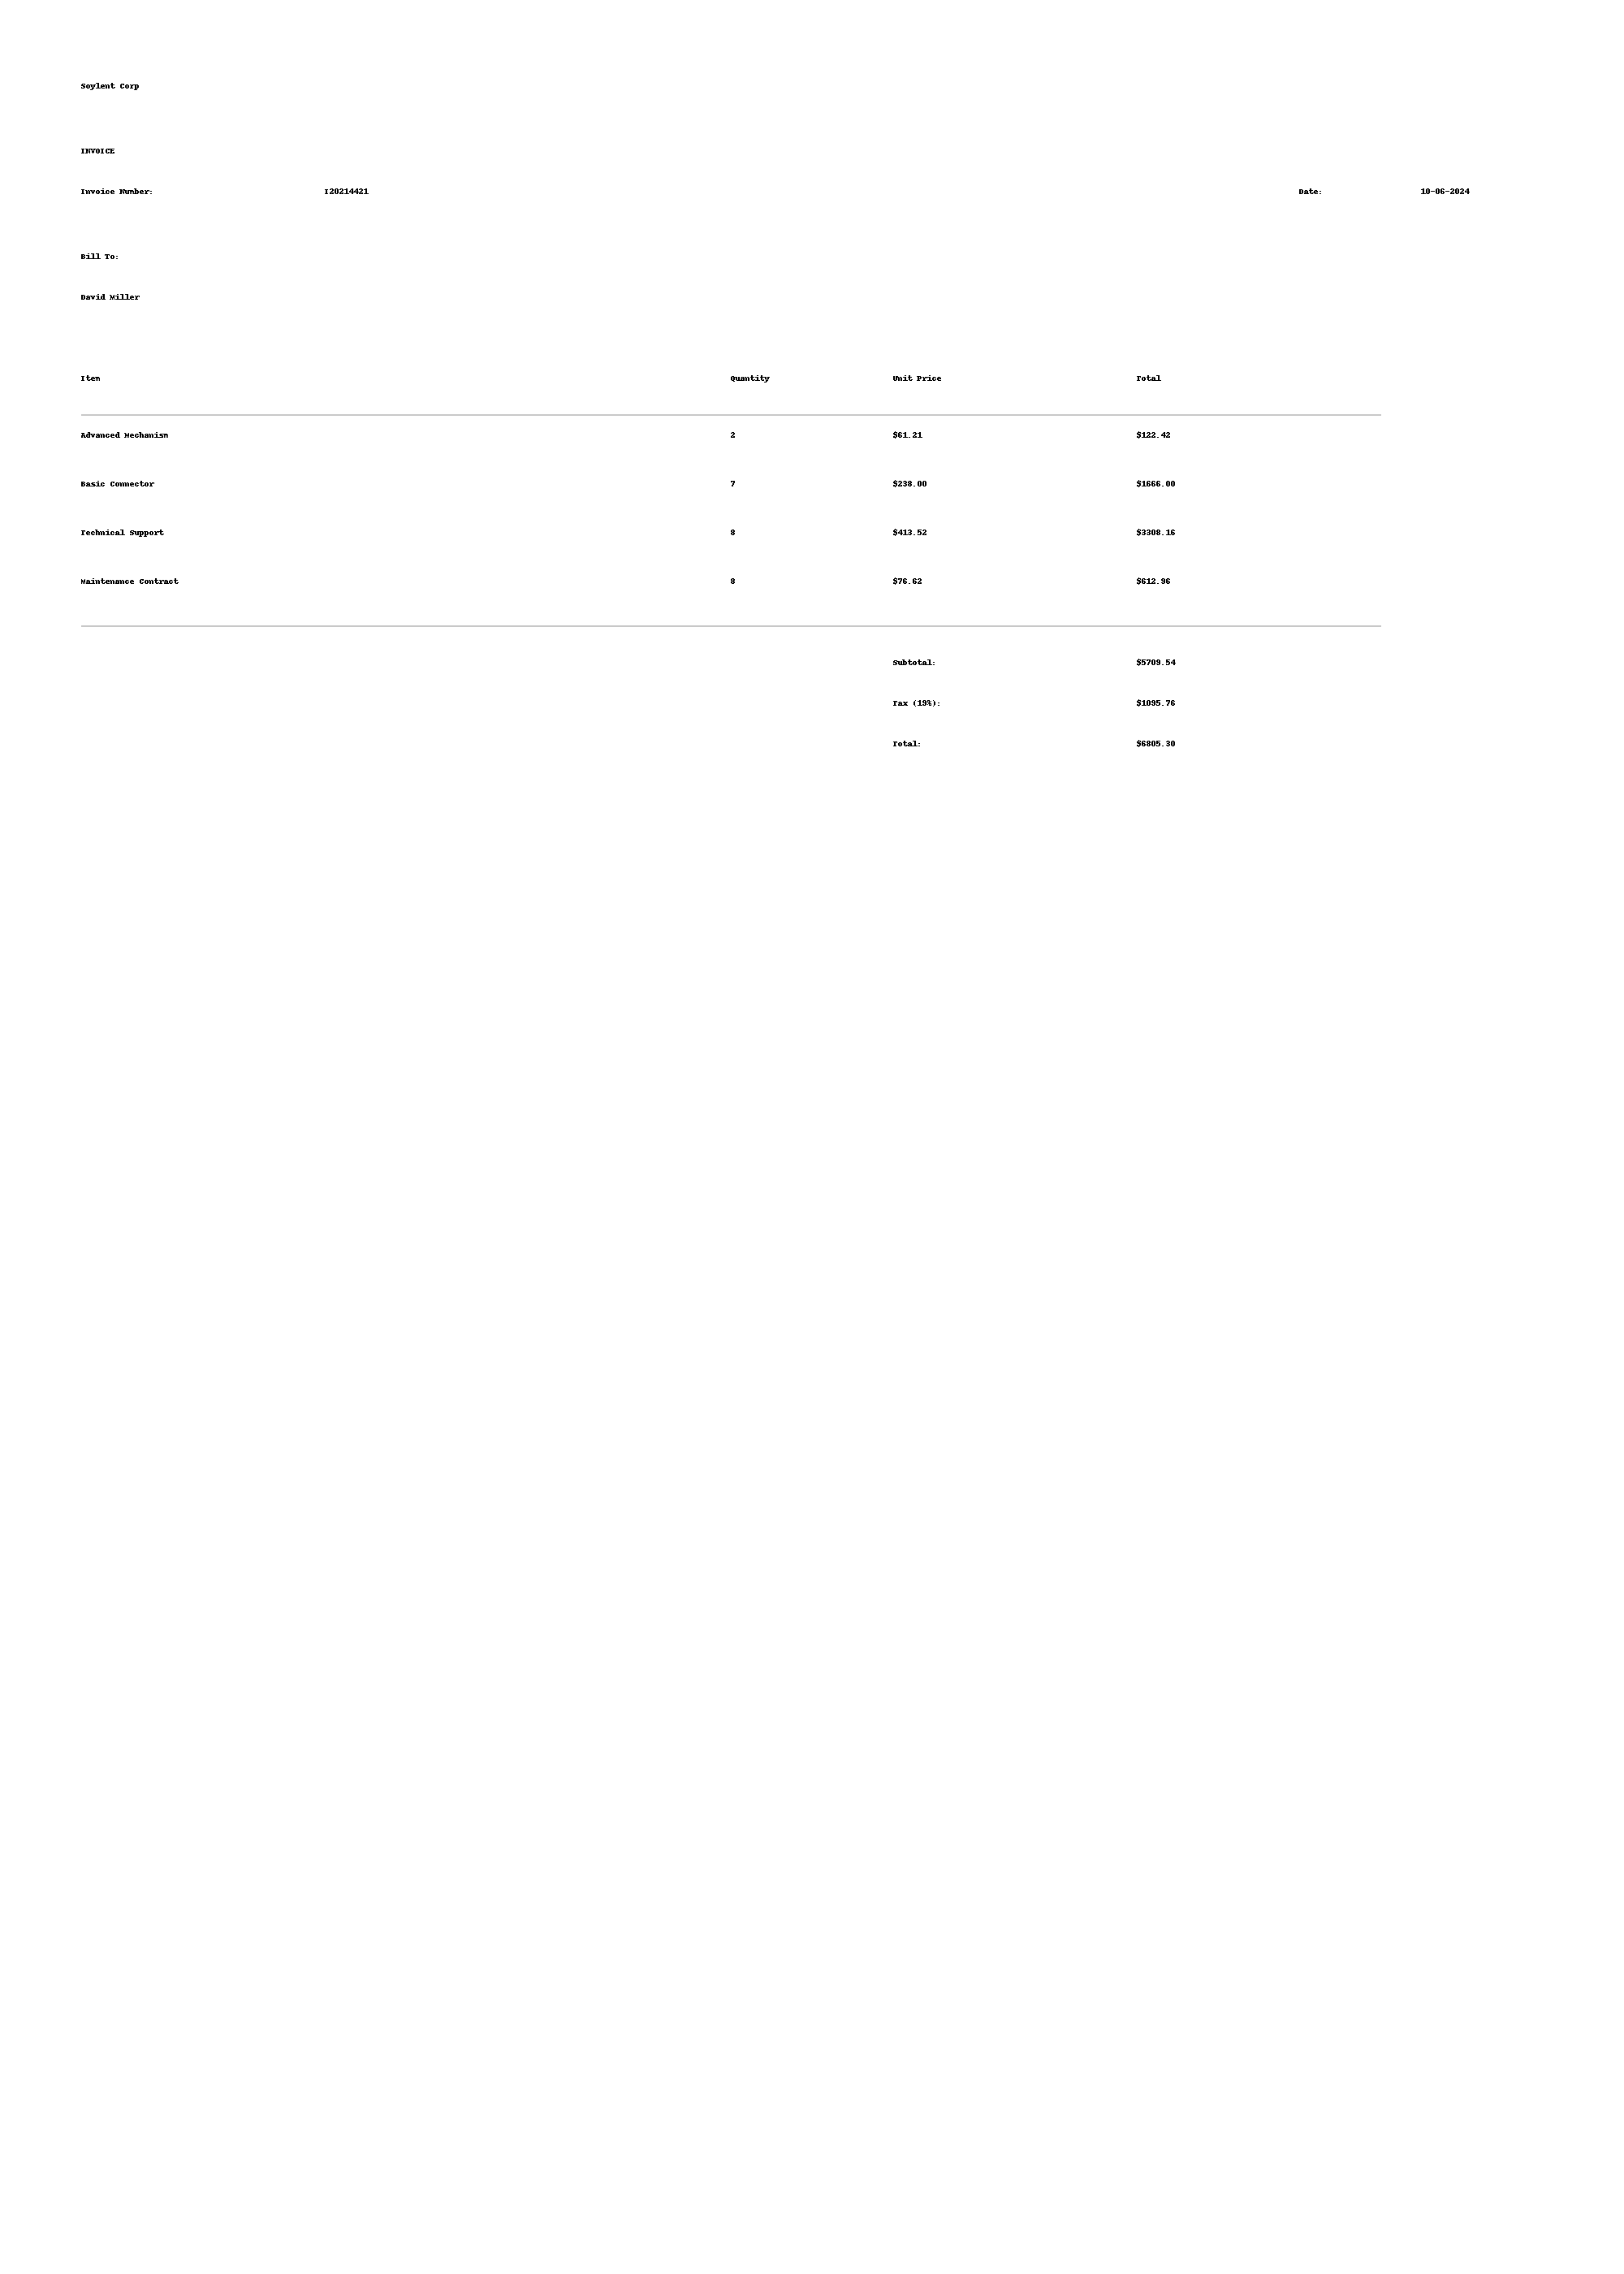 Soylent Corp
INVOICE
Invoice Number: I20214421 Date: 10-06-2024
Bill To:
David Miller
Item Quantity Unit Price Total
Advanced Mechanism 2 $61.21 $122.42
Basic Connector 7 $238.00 $1666.00
Technical Support 8 $413.52 $3308.16
Maintenance Contract 8 $76.62 $612.96
Subtotal: $5709.54
Tax (19%): $1095.76
Total: $6805.30